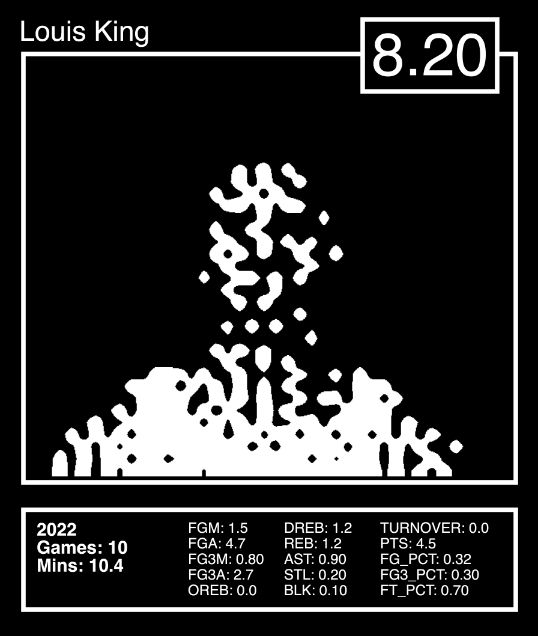 Louis King
8.20
2022
Games: 10
Mins: 10.4
FGM: 1.5
FGA: 4.7
FG3M: 0.80
FG3A: 2.7
OREB: 0.0
DREB: 1.2
REB: 1.2
AST: 0.90
STL: 0.20
BLK: 0.10
TURNOVER: 0.0
PTS: 4.5
FG_PCT: 0.32
FG3_PCT: 0.30
FT_PCT: 0.70